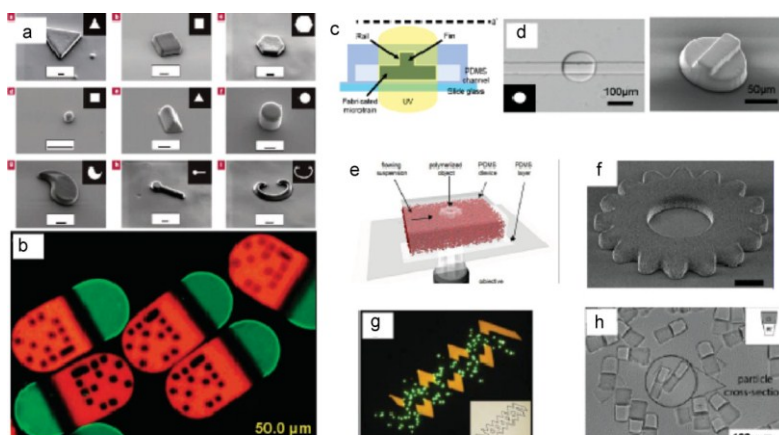 a
b
50.0 µm
c
a'
Rail
Fin
PDMS
channel
Slide glass
Fabricated
microtrain
UV
d
100µm
50µm
e
flowing
suspension
polymerized
object
PDMS
device
PDMS
layer
objective
f
g
h
particle
cross-section